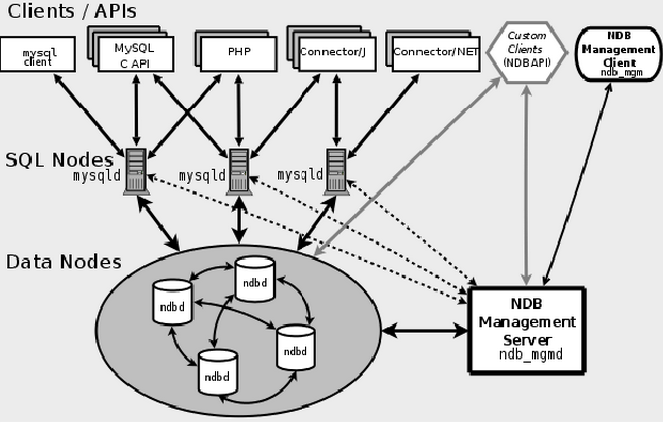 Clients / APIs
mysql
client
MySQL
C API
PHP
Connector/J
Connector/NET
Custom
Clients
(NDBAPI)
NDB
Management
Client
ndb_mgm
SQL Nodes
mysqld
mysqld
mysqld
Data Nodes
ndbd
ndbd
ndbd
ndbd
NDB
Management
Server
ndb_mgmd